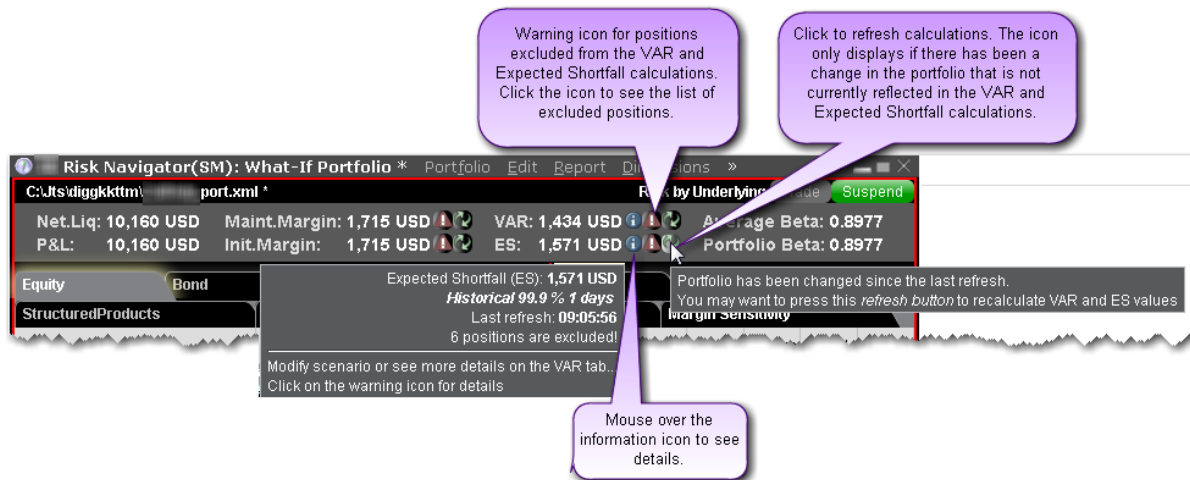 Warning icon for positions
excluded from the VAR and
Expected Shortfall calculations.
Click the icon to see the list of
excluded positions.
Click to refresh calculations. The icon
only displays if there has been a
change in the portfolio that is not
currently reflected in the VAR and
Expected Shortfall calculations.
Risk Navigator(SM): What-If Portfolio * Portfolio Edit Report »
C:\Jts\diggkkttm\ port.xml * by Underlying Suspend
Net.Liq: 10,160 USD Maint.Margin: 1,715 USD VAR: 1,434 USD Average Beta: 0.8977
P&L: 10,160 USD Init.Margin: 1,715 USD ES: 1,571 USD Portfolio Beta: 0.8977
Equity Bond
StructuredProducts Margin Sensitivity
Expected Shortfall (ES): 1,571 USD
Historical 99.9 % 1 days
Last refresh: 09:05:56
6 positions are excluded!
Modify scenario or see more details on the VAR tab...
Click on the warning icon for details
Portfolio has been changed since the last refresh.
You may want to press this refresh button to recalculate VAR and ES values
Mouse over the
information icon to see
details.